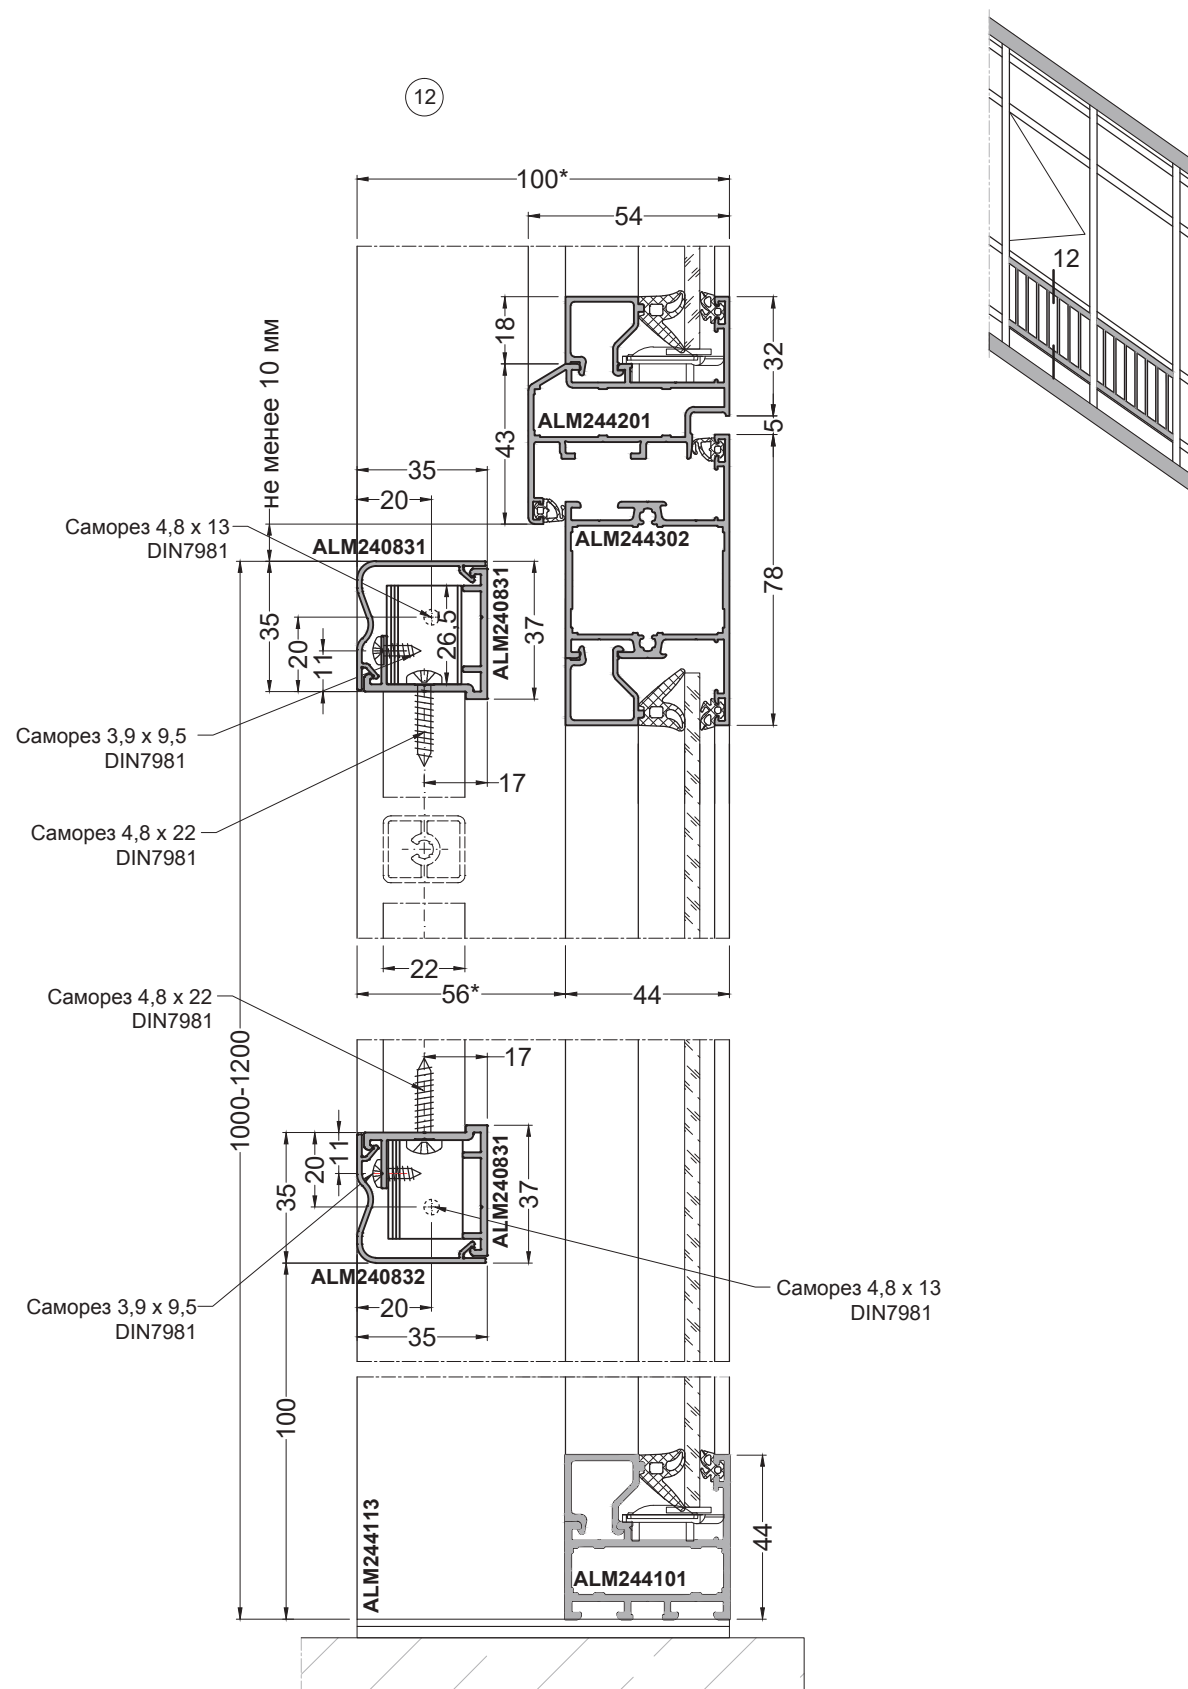 12
100*
54
12
18
32
не менее 10 мм
ALM244201
5
43
35
20
Саморез 4,8 x 13
DIN7981
ALM240831
ALM244302
ALM240831
35
20
11
26,5
37
78
Саморез 3,9 x 9,5
DIN7981
17
Саморез 4,8 x 22
DIN7981
22
56*
44
Саморез 4,8 x 22
DIN7981
1000-1200
17
11
20
35
ALM240831
37
ALM240832
Саморез 3,9 x 9,5
DIN7981
20
35
Саморез 4,8 x 13
DIN7981
100
ALM244113
44
ALM244101